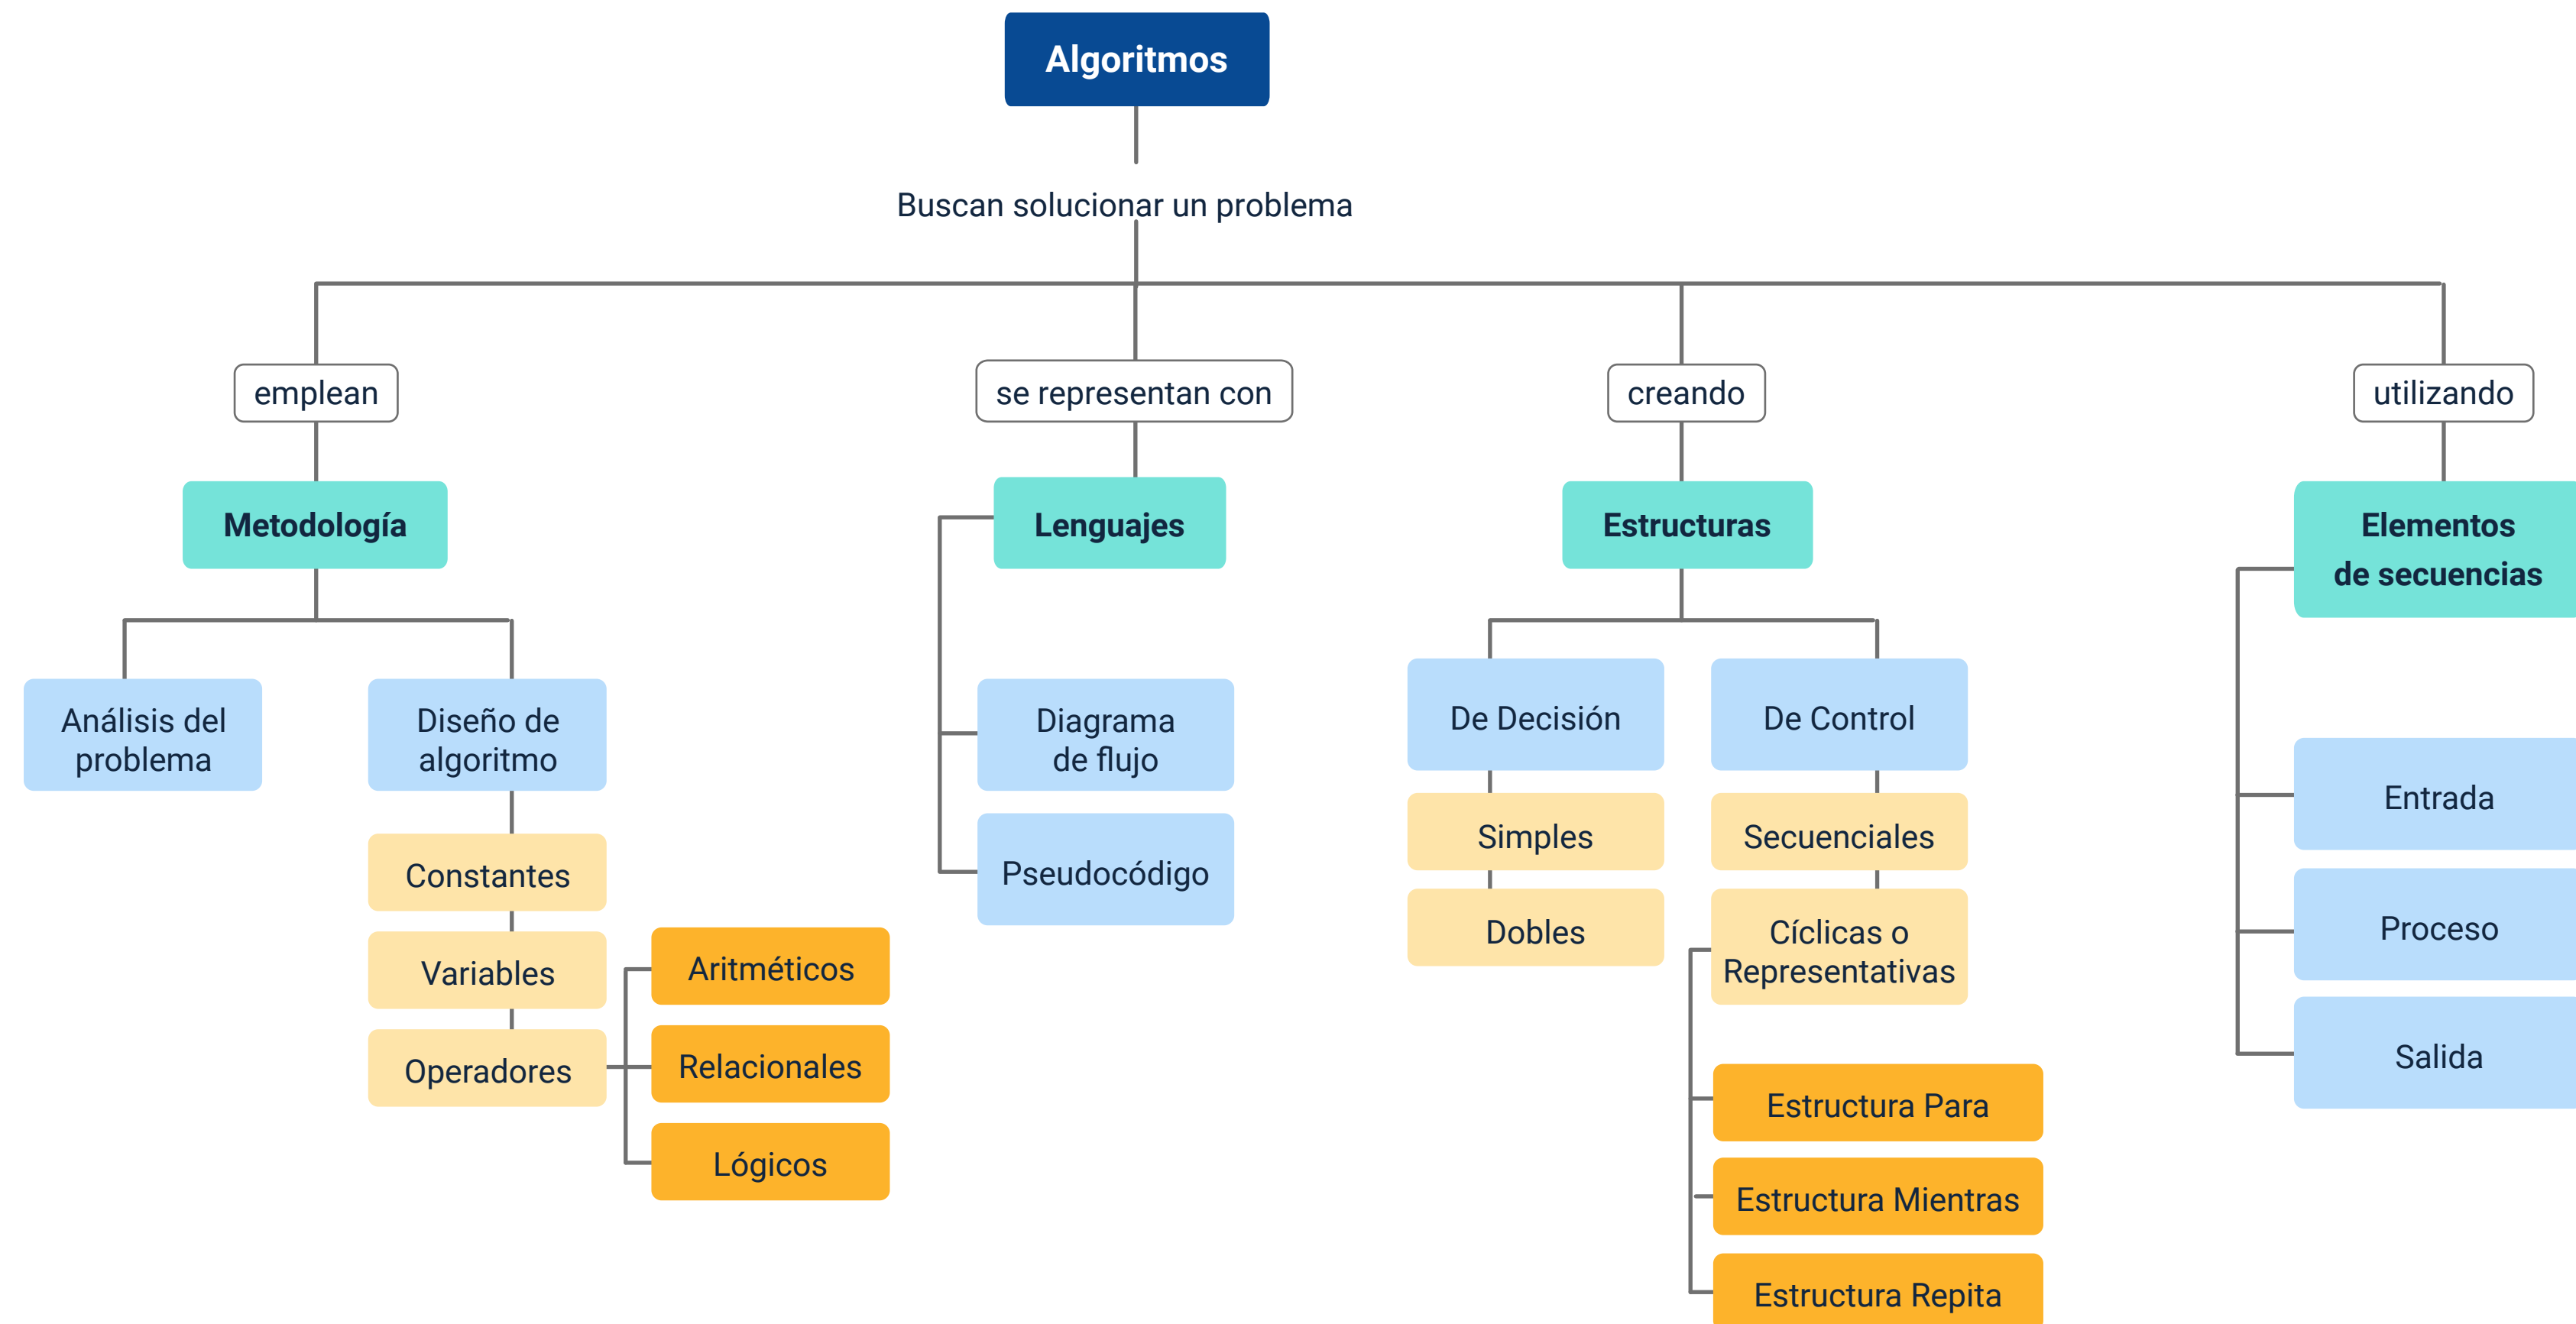 Algoritmos
Buscan solucionar un problema
emplean
se representan con
creando
utilizando
Metodología
Lenguajes
Estructuras
Elementos
de secuencias
Análisis del
problema
Diseño de
algoritmo
Constantes
Variables
Operadores
Aritméticos
Relacionales
Lógicos
Diagrama
de flujo
Pseudocódigo
De Decisión
Simples
Dobles
De Control
Secuenciales
Cíclicas o
Representativas
Estructura Para
Estructura Mientras
Estructura Repita
Entrada
Proceso
Salida